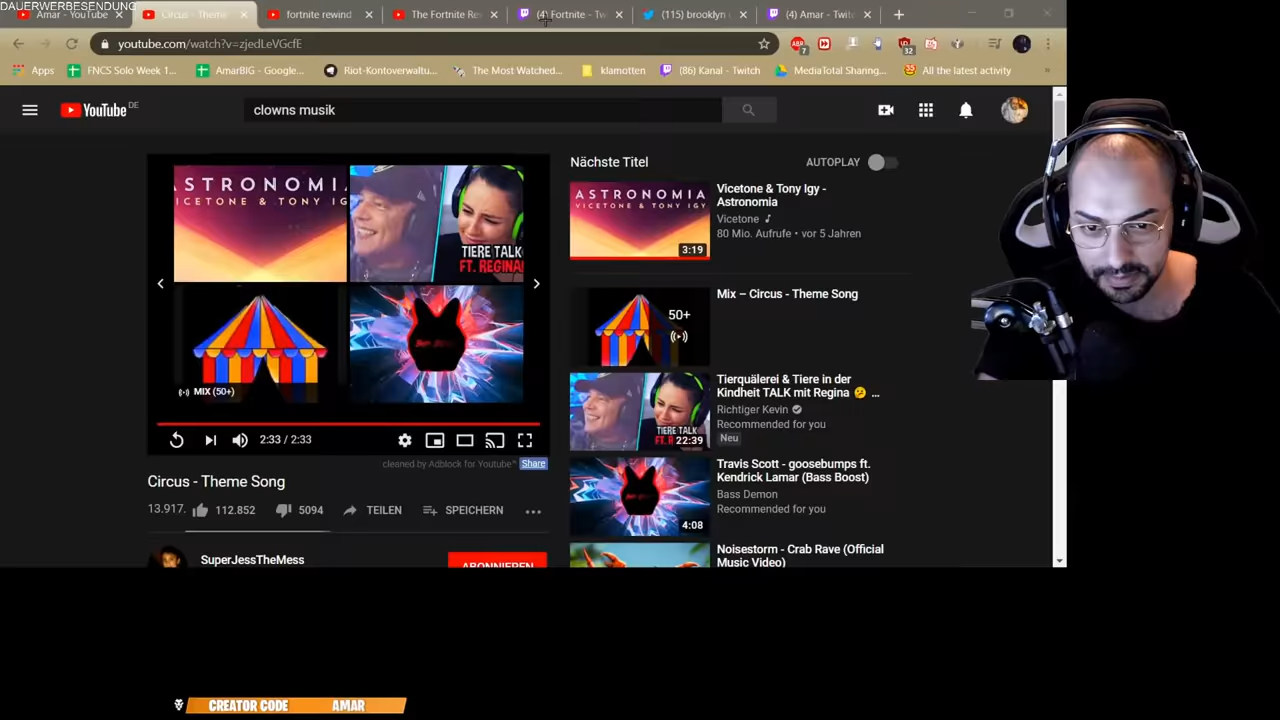 DAUERWERBESENDUNG
Amar - YouTube
Circus - Theme
fortnite rewind
The Fortnite Re
(4) Fortnite - Tw
(115) brooklyn
(4) Amar - Twitc
youtube.com/watch?v=zjedLeVGcfE
7
32
Apps
FNCS Solo Week 1...
AmarBIG - Google...
Riot-Kontoverwaltu...
The Most Watched...
klamotten
(86) Kanal - Twitch
MediaTotal Sharing...
All the latest activity
YouTube DE
clowns musik
ASTRONOMI
VICETONE & TONY IG
TIERE TALK
FT. REGINA
MIX (50+)
2:33 / 2:33
cleaned by Adblock for Youtube™ Share
Circus - Theme Song
13.917. 112.852 5094 TEILEN SPEICHERN
SuperJessTheMess
ABONNIEREN
Nächste Titel
AUTOPLAY
ASTRONOMIA
VICETONE & TONY IGY
3:19
Vicetone & Tony Igy -
Astronomia
Vicetone
80 Mio. Aufrufe • vor 5 Jahren
50+
Mix – Circus - Theme Song
TIERE TALK
22:39
Tierquälerei & Tiere in der
Kindheit TALK mit Regina 🤔 ...
Richtiger Kevin
Recommended for you
Neu
4:08
Travis Scott - goosebumps ft.
Kendrick Lamar (Bass Boost)
Bass Demon
Recommended for you
Noisestorm - Crab Rave (Official
Music Video)
CREATOR CODE AMAR